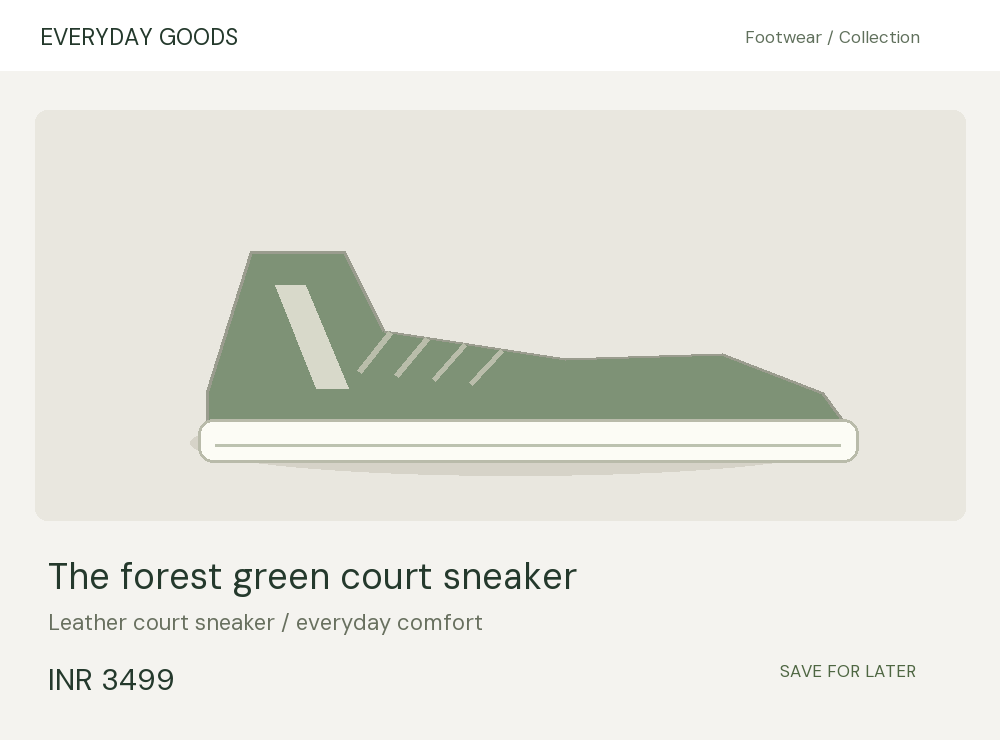 EVERYDAY GOODS
Footwear / Collection
The forest green court sneaker
Leather court sneaker / everyday comfort
INR 3499
SAVE FOR LATER